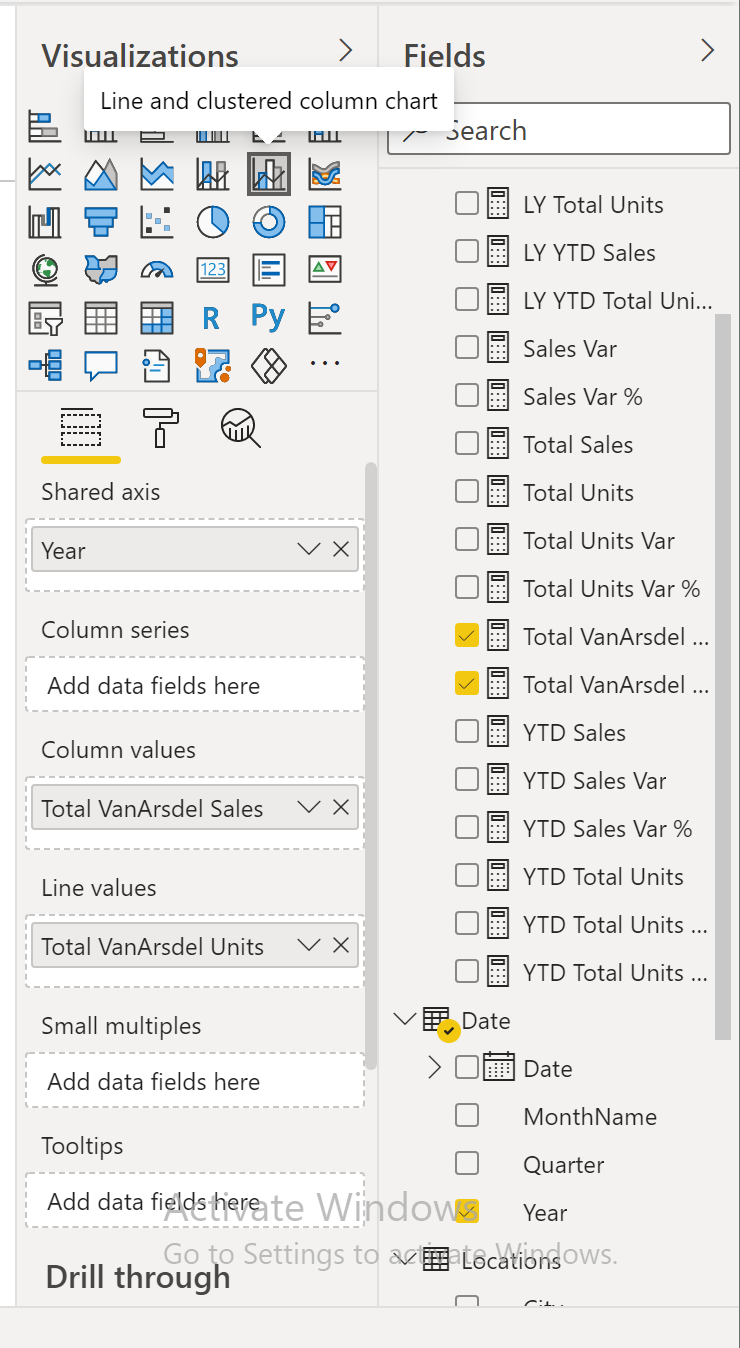 Visualizations
Line and clustered column chart
123
R
Py
Shared axis
Year
Column series
Add data fields here
Column values
Total VanArsdel Sales
Line values
Total VanArsdel Units
Small multiples
Add data fields here
Tooltips
Add data fields here
Drill through
Fields
Search
LY Total Units
LY YTD Sales
LY YTD Total Uni...
Sales Var
Sales Var %
Total Sales
Total Units
Total Units Var
Total Units Var %
Total VanArsdel ...
Total VanArsdel ...
YTD Sales
YTD Sales Var
YTD Sales Var %
YTD Total Units
YTD Total Units ...
YTD Total Units ...
Date
Date
MonthName
Quarter
Year
Locations
City
Activate Windows
Go to Settings to activate Windows.